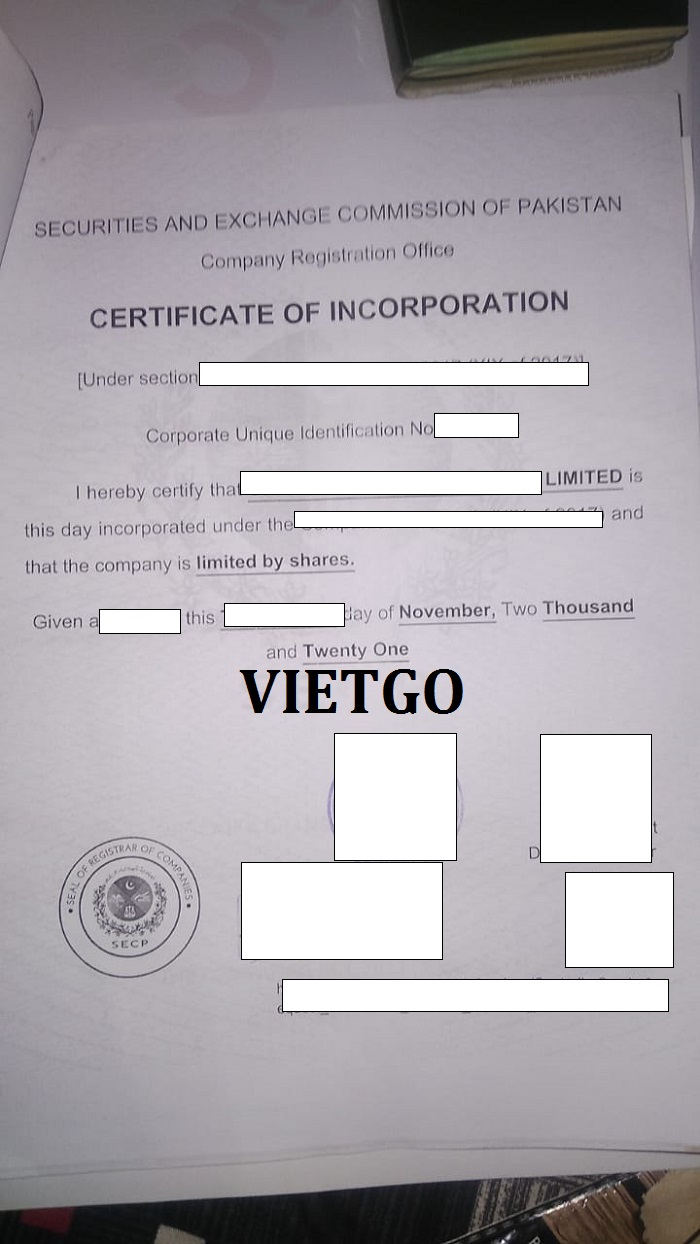 SECURITIES AND EXCHANGE COMMISSION OF PAKISTAN
Company Registration Office
CERTIFICATE OF INCORPORATION
[Under section
Corporate Unique Identification No
I hereby certify that LIMITED is
this day incorporated under the and
that the company is limited by shares.
Given a this day of November, Two Thousand
and Twenty One
VIETGO
SEAL OF REGISTRAR OF COMPANIES
SECP